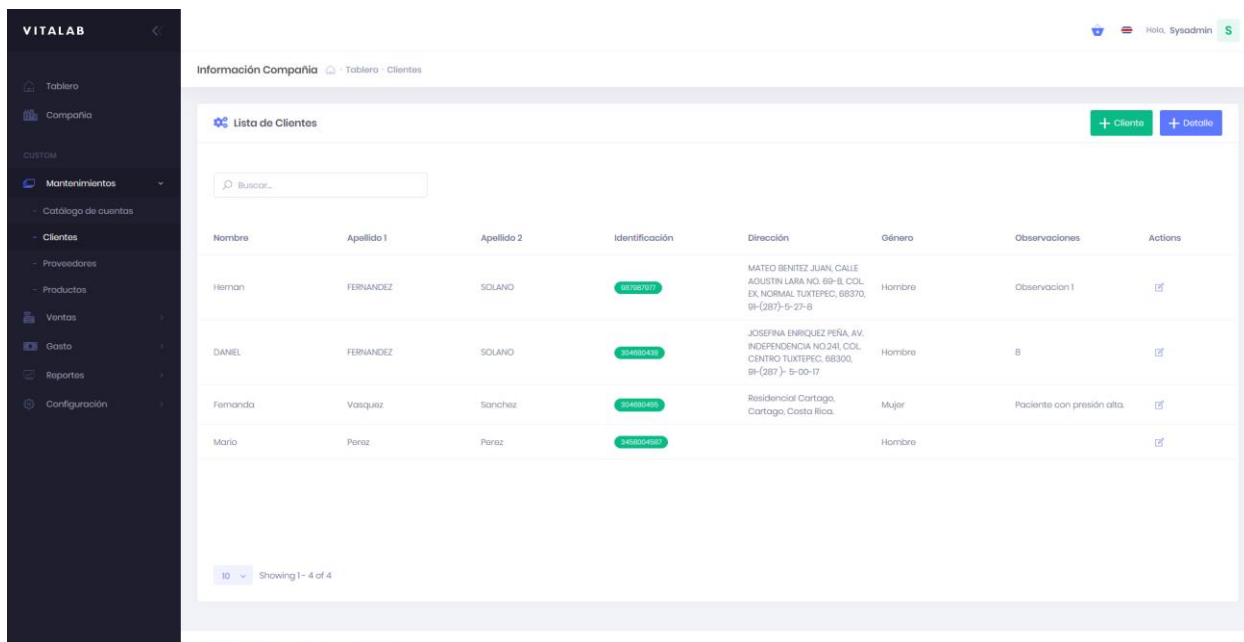 VITALAB
Hola, Sysadmin S
Información Compañia Tablero Clientes
Tablero
Compañia
CUSTOM
Mantenimientos
- Catálogo de cuentas
- Clientes
- Proveedores
- Productos
Ventas
Gasto
Reportes
Configuración
Lista de Clientes
+ Cliente
+ Detalle
Buscar...
Nombre Apellido 1 Apellido 2 Identificación Dirección Género Observaciones Actions
Hernan FERNANDEZ SOLANO 987987977 Hombre Observacion 1
MATEO BENITEZ JUAN, CALLE
AGUSTIN LARA NO. 69-B, COL.
EX, NORMAL TUXTEPEC, 68370,
91-(287)-5-27-8
DANIEL FERNANDEZ SOLANO 304680439 Hombre 8
JOSEFINA ENRIQUEZ PEÑA, AV.
INDEPENDENCIA NO.241, COL.
CENTRO TUXTEPEC, 68300,
91-(287 )- 5-00-17
Fernanda Vasquez Sanchez Mujer Paciente con presión alta.
Residencial Cartago,
Cartago, Costa Rica.
Mario Perez Perez 3458004587 Hombre
10 Showing 1 - 4 of 4